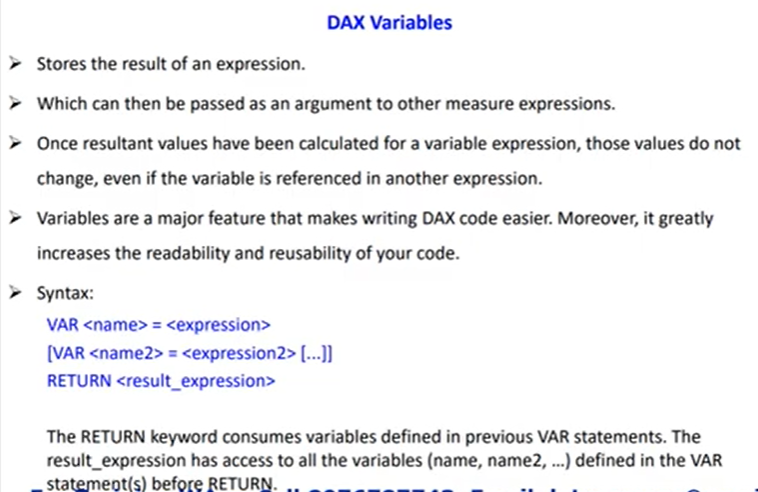 DAX Variables
➢ Stores the result of an expression.
➢ Which can then be passed as an argument to other measure expressions.
➢ Once resultant values have been calculated for a variable expression, those values do not
change, even if the variable is referenced in another expression.
➢ Variables are a major feature that makes writing DAX code easier. Moreover, it greatly
increases the readability and reusability of your code.
➢ Syntax:
VAR <name> = <expression>
[VAR <name2> = <expression2> [...]]
RETURN <result_expression>
The RETURN keyword consumes variables defined in previous VAR statements. The
result_expression has access to all the variables (name, name2, ...) defined in the VAR
statement(s) before RETURN.